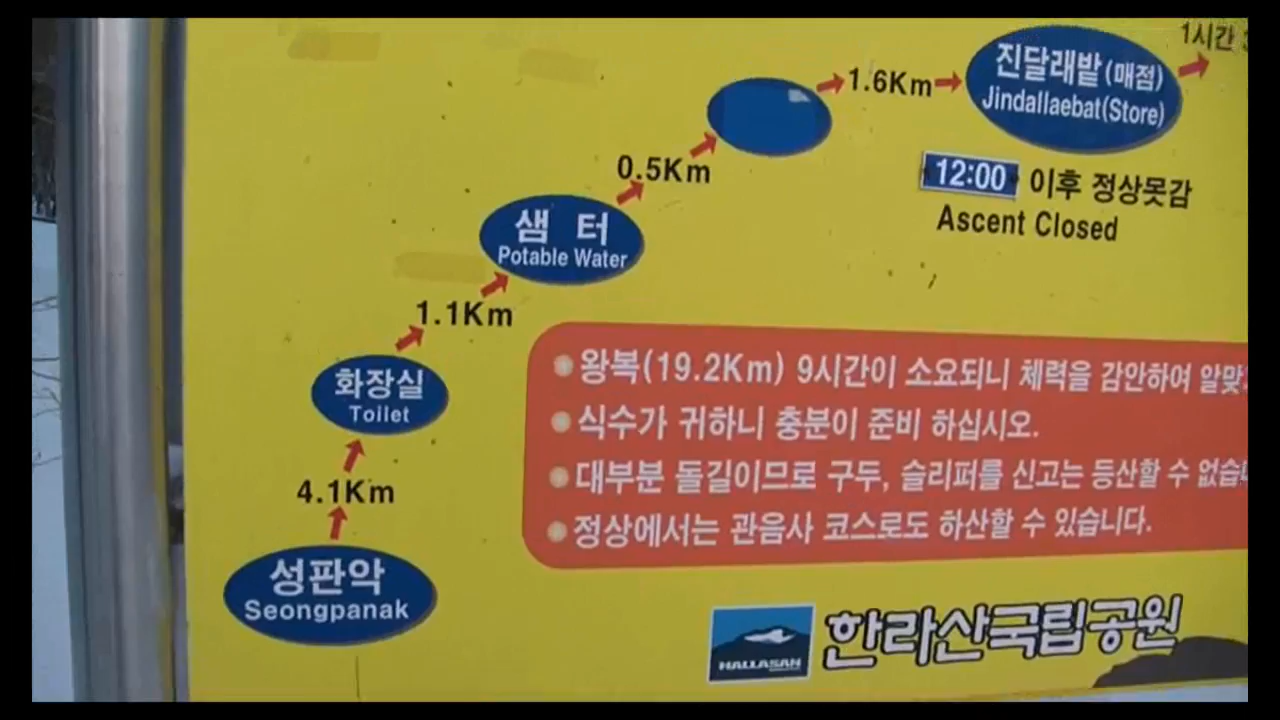 1시간
진달래밭(매점)
Jindallaebat(Store)
1.6Km
12:00 이후 정상못감
Ascent Closed
0.5Km
샘 터
Potable Water
1.1Km
화장실
Toilet
4.1Km
성판악
Seongpanak
왕복(19.2Km) 9시간이 소요되니 체력을 감안하여 알맞
식수가 귀하니 충분이 준비 하십시오.
대부분 돌길이므로 구두, 슬리퍼를 신고는 등산할 수 없습
정상에서는 관음사 코스로도 하산할 수 있습니다.
HALLASAN
한라산국립공원